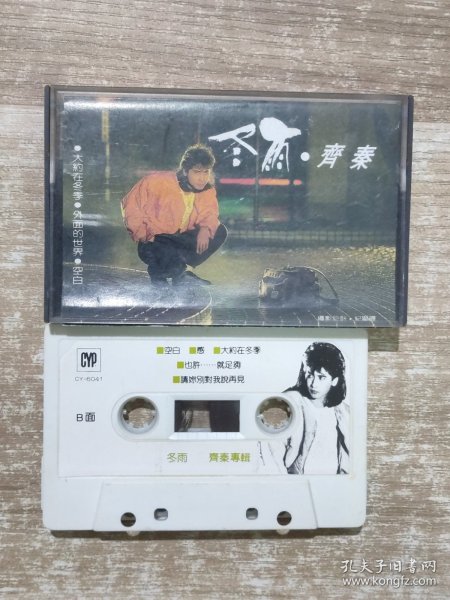 冬雨·齊秦
●大約在冬季●外面的世界●空白
CYP
CY-5041
■空白 ■感 ■大約在冬季
■也許……就足夠
■請妳別對我說再見
B面
冬雨 齊秦專輯
孔夫子旧书网
www.kongfz.com